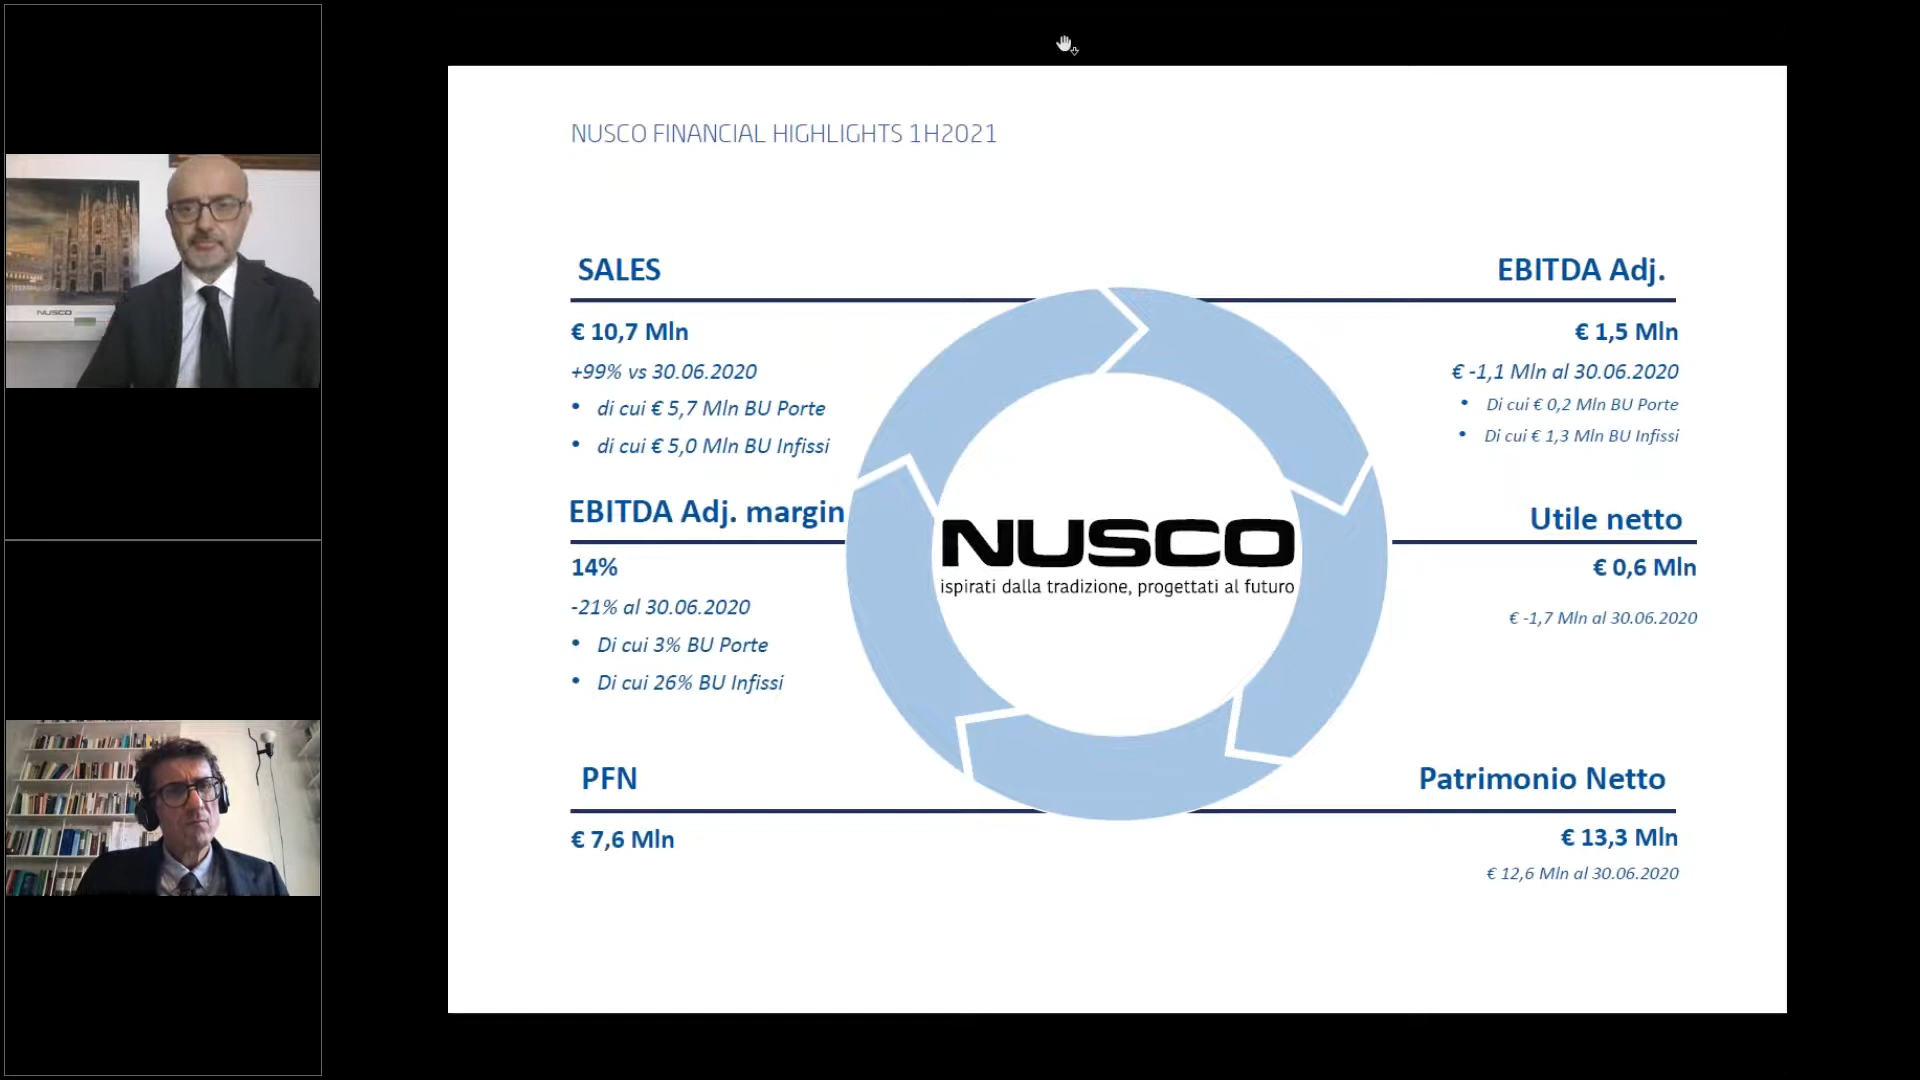 NUSCO FINANCIAL HIGHLIGHTS 1H2021
SALES
€ 10,7 Mln
+99% vs 30.06.2020
• di cui € 5,7 Mln BU Porte
• di cui € 5,0 Mln BU Infissi
EBITDA Adj. margin
14%
-21% al 30.06.2020
• Di cui 3% BU Porte
• Di cui 26% BU Infissi
PFN
€ 7,6 Mln
NUSCO
ispirati dalla tradizione, progettati al futuro
EBITDA Adj.
€ 1,5 Mln
€ -1,1 Mln al 30.06.2020
• Di cui € 0,2 Mln BU Porte
• Di cui € 1,3 Mln BU Infissi
Utile netto
€ 0,6 Mln
€ -1,7 Mln al 30.06.2020
Patrimonio Netto
€ 13,3 Mln
€ 12,6 Mln al 30.06.2020
NUSCO